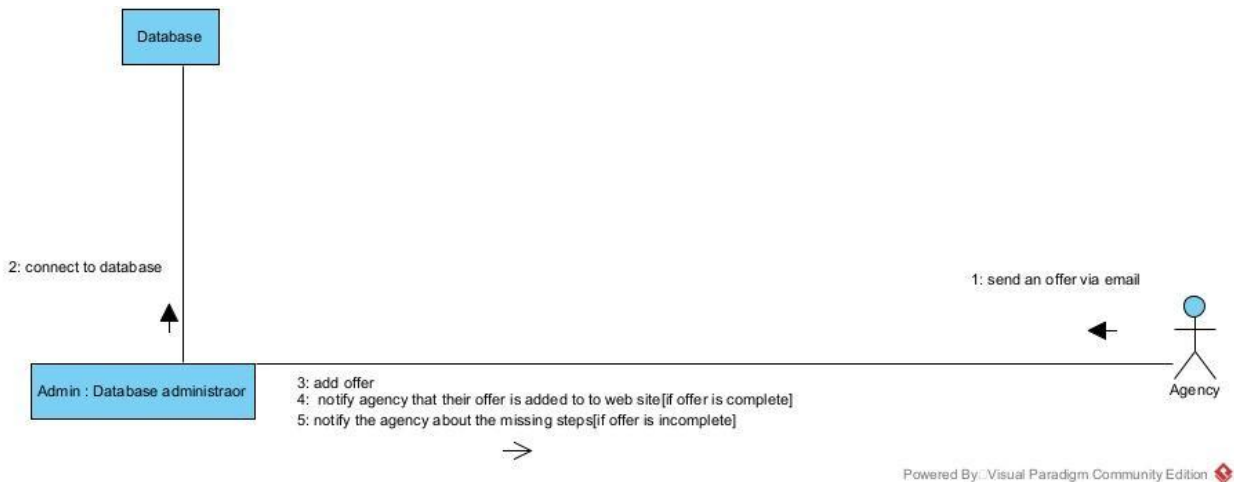 Database
2: connect to database
1: send an offer via email
Admin : Database administraor
3: add offer
4: notify agency that their offer is added to to web site[if offer is complete]
5: notify the agency about the missing steps[if offer is incomplete]
Agency
Powered By Visual Paradigm Community Edition